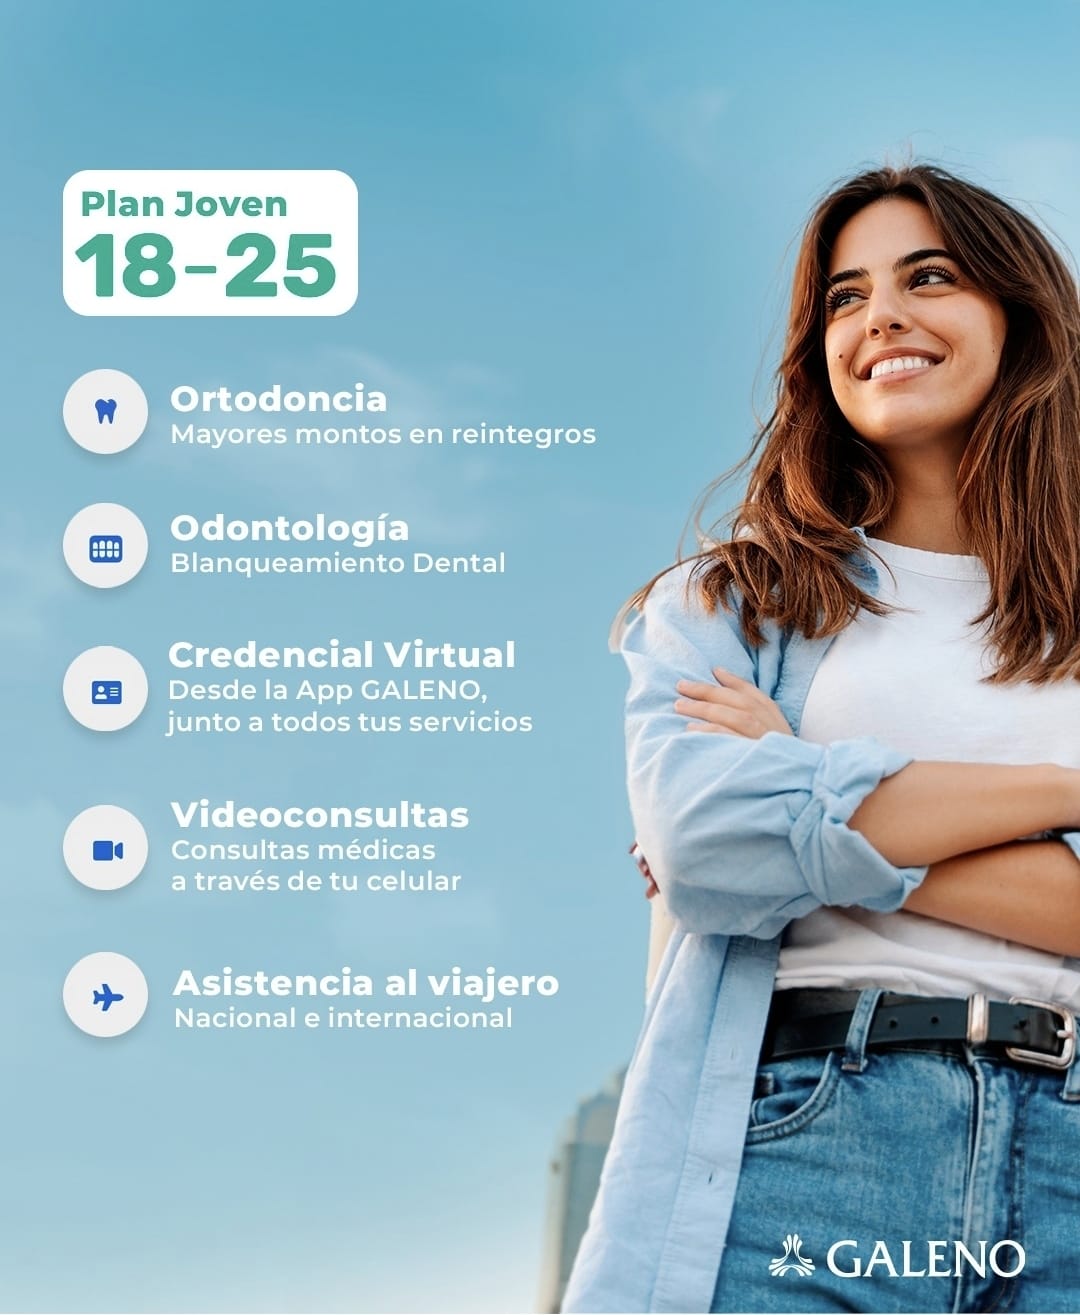 Plan Joven
18-25
Ortodoncia
Mayores montos en reintegros
Odontología
Blanqueamiento Dental
Credencial Virtual
Desde la App GALENO,
junto a todos tus servicios
Videoconsultas
Consultas médicas
a través de tu celular
Asistencia al viajero
Nacional e internacional
GALENO